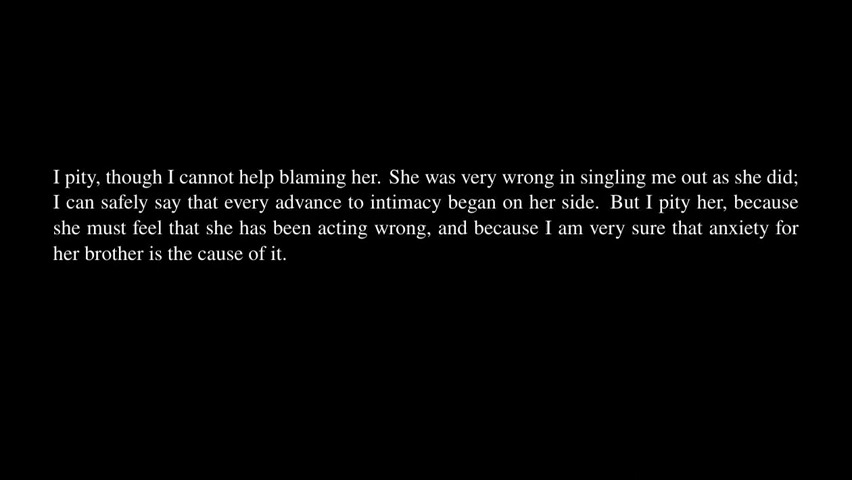 I pity, though I cannot help blaming her. She was very wrong in singling me out as she did;
I can safely say that every advance to intimacy began on her side. But I pity her, because
she must feel that she has been acting wrong, and because I am very sure that anxiety for
her brother is the cause of it.